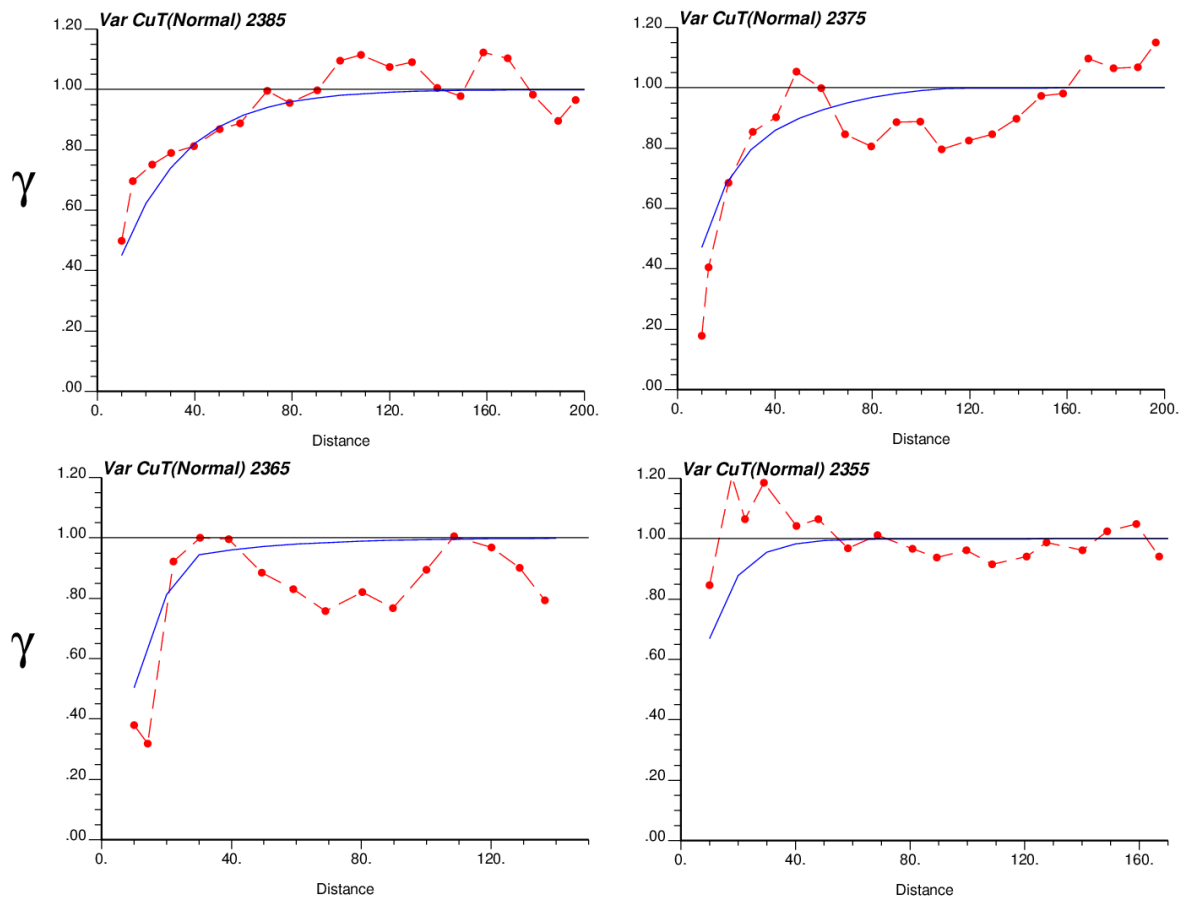 Var CuT(Normal) 2385
γ
1.20
1.00
.80
.60
.40
.20
.00
0. 40. 80. 120. 160. 200.
Distance
Var CuT(Normal) 2375
1.20
1.00
.80
.60
.40
.20
.00
0. 40. 80. 120. 160. 200.
Distance
Var CuT(Normal) 2365
γ
1.20
1.00
.80
.60
.40
.20
.00
0. 40. 80. 120.
Distance
Var CuT(Normal) 2355
1.20
1.00
.80
.60
.40
.20
.00
0. 40. 80. 120. 160.
Distance